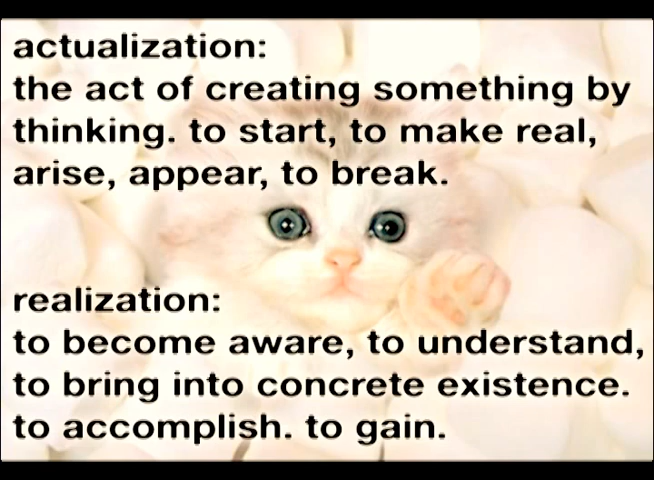 actualization:
the act of creating something by
thinking. to start, to make real,
arise, appear, to break.
realization:
to become aware, to understand,
to bring into concrete existence.
to accomplish. to gain.